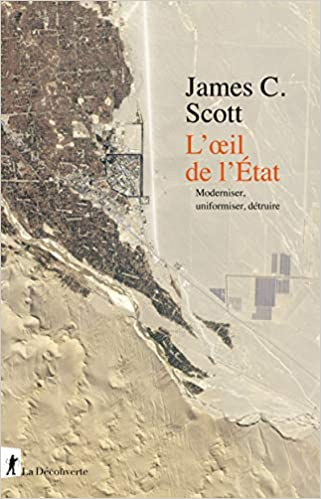 James C.
Scott
L'œil
de l'État
Moderniser,
uniformiser, détruire
La Découverte